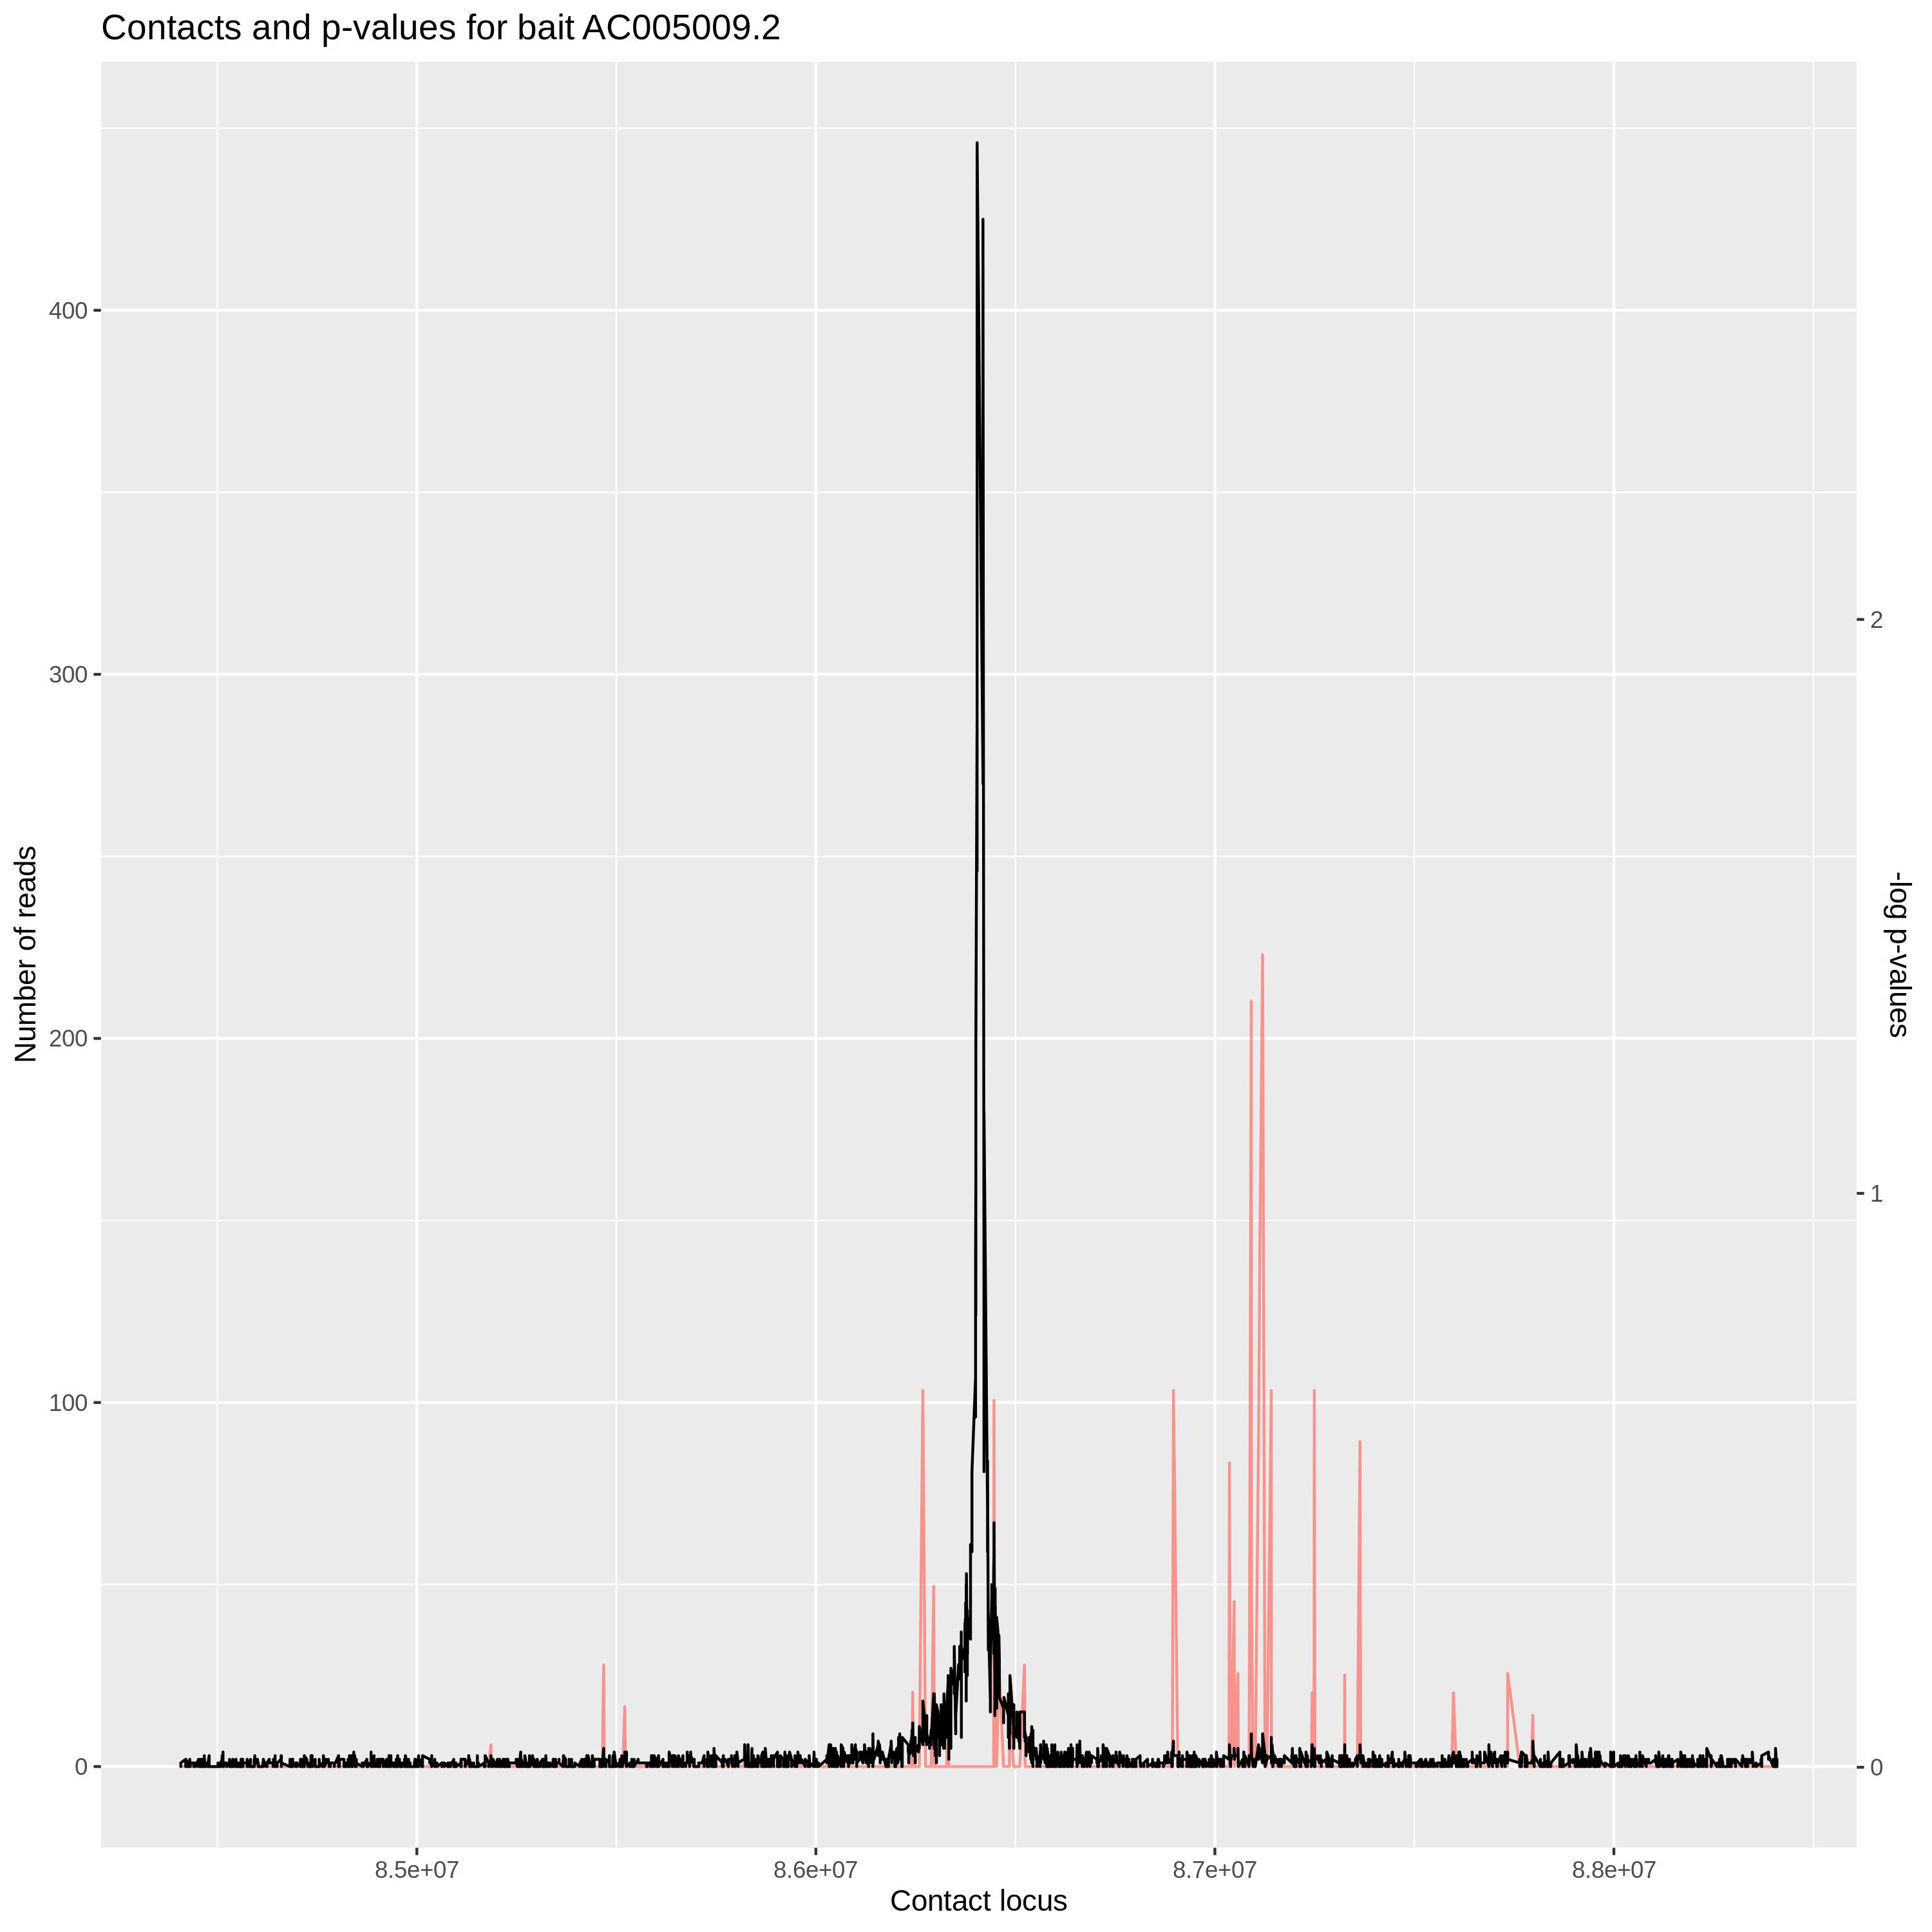 Contacts and p-values for bait AC005009.2
400
300
200
100
0
Number of reads
2
1
0
-log p-values
8.5e+07
8.6e+07
8.7e+07
8.8e+07
Contact locus